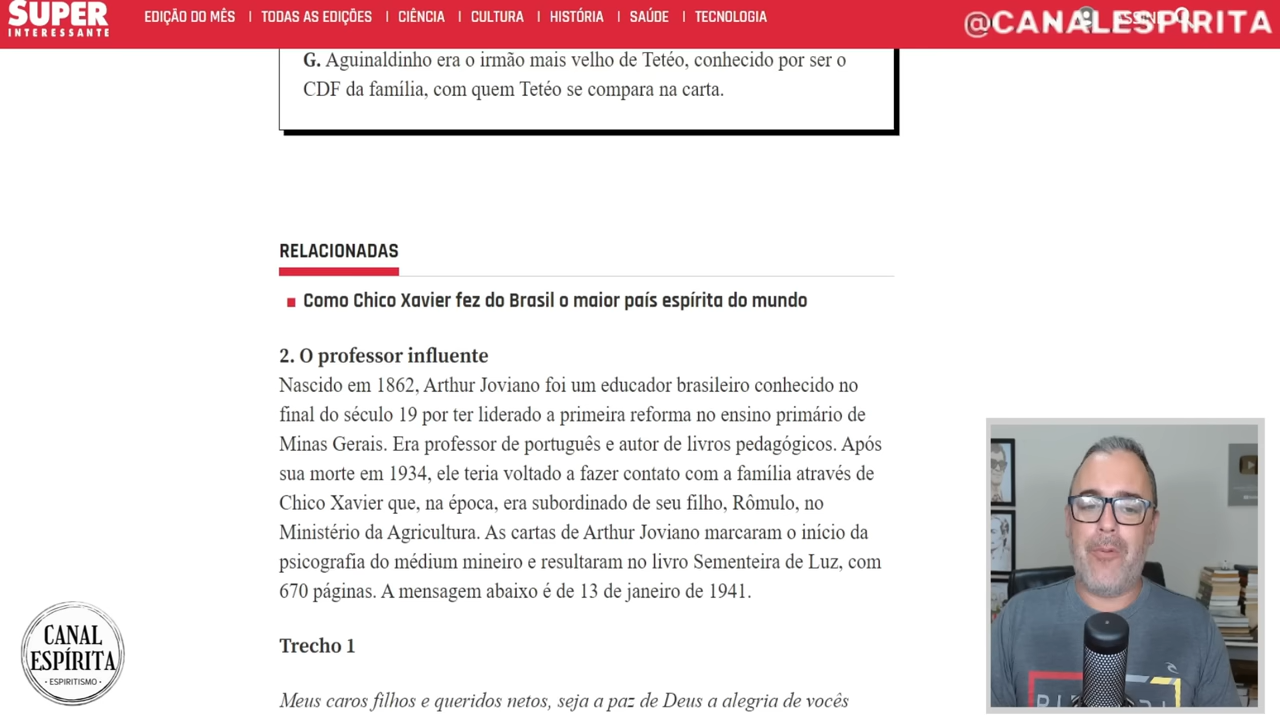 SUPER
INTERESSANTE
EDIÇÃO DO MÊS | TODAS AS EDIÇÕES | CIÊNCIA | CULTURA | HISTÓRIA | SAÚDE | TECNOLOGIA
@CANALESPÍRITA
G. Aguinaldinho era o irmão mais velho de Tetéo, conhecido por ser o
CDF da família, com quem Tetéo se compara na carta.
RELACIONADAS
Como Chico Xavier fez do Brasil o maior país espírita do mundo
2. O professor influente
Nascido em 1862, Arthur Joviano foi um educador brasileiro conhecido no
final do século 19 por ter liderado a primeira reforma no ensino primário de
Minas Gerais. Era professor de português e autor de livros pedagógicos. Após
sua morte em 1934, ele teria voltado a fazer contato com a família através de
Chico Xavier que, na época, era subordinado de seu filho, Rômulo, no
Ministério da Agricultura. As cartas de Arthur Joviano marcaram o início da
psicografia do médium mineiro e resultaram no livro Sementeira de Luz, com
670 páginas. A mensagem abaixo é de 13 de janeiro de 1941.
Trecho 1
Meus caros filhos e queridos netos, seja a paz de Deus a alegria de vocês
CANAL
ESPÍRITA
• ESPIRITISMO •